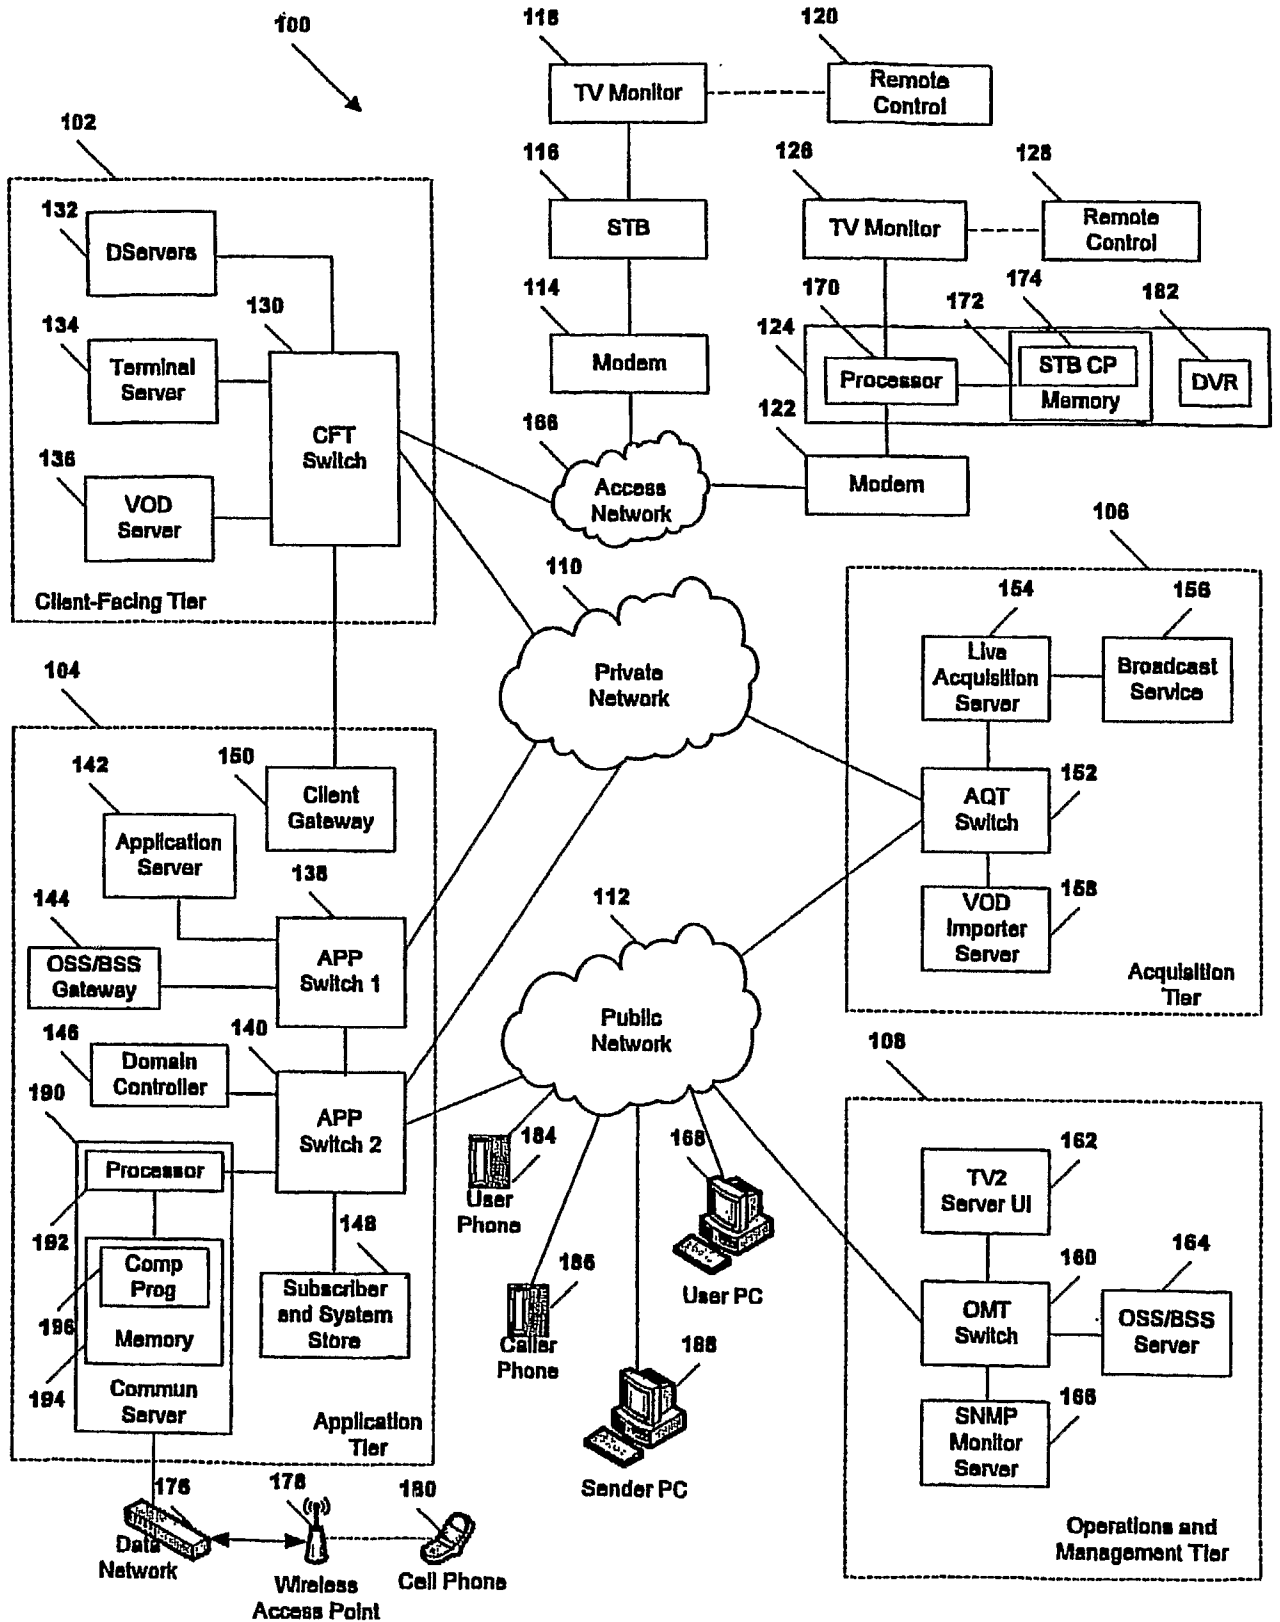 100
118
120
TV Monitor
Remote
Control
102
116
126
128
132
DServers
STB
TV Monitor
Remote
Control
130
114
170
172
174
182
134
Terminal
Server
124
Modem
Processor
STB CP
Memory
DVR
122
CFT
Switch
136
VOD
Server
166
Access
Network
Modem
Client-Facing Tier
110
106
154
156
Private
Network
Live
Acquisition
Server
Broadcast
Service
104
142
150
Client
Gateway
152
AQT
Switch
Application
Server
138
144
112
158
VOD
Importer
Server
OSS/BSS
Gateway
APP
Switch 1
Acquisition
Tier
146
140
Public
Network
108
Domain
Controller
190
APP
Switch 2
184
168
162
Processor
User
Phone
TV2
Server UI
192
148
Comp
Prog
186
User PC
160
164
196
Memory
Subscriber
and System
Store
Caller
Phone
OMT
Switch
OSS/BSS
Server
194
188
Commun
Server
166
SNMP
Monitor
Server
Application
Tier
Sender PC
176
178
180
Data
Network
Wireless
Access Point
Cell Phone
Operations and
Management Tier